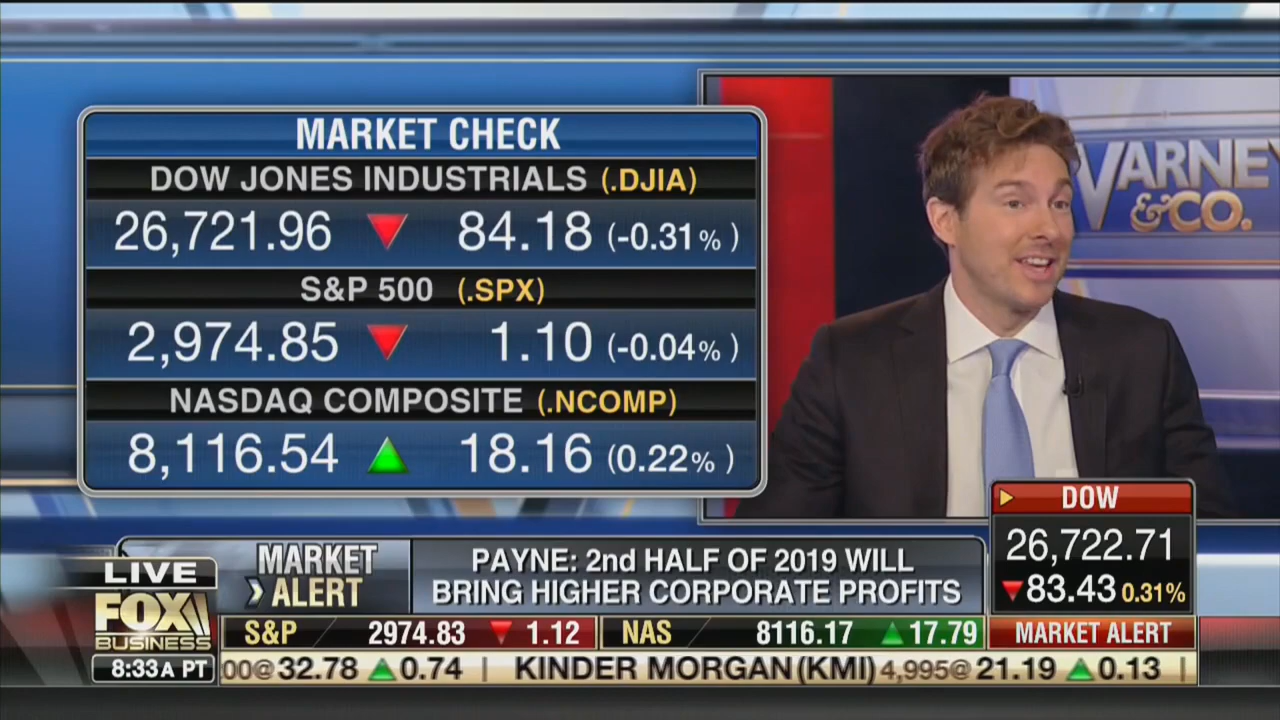 MARKET CHECK
DOW JONES INDUSTRIALS (.DJIA)
26,721.96 ▼ 84.18 (-0.31%)
S&P 500 (.SPX)
2,974.85 ▼ 1.10 (-0.04%)
NASDAQ COMPOSITE (.NCOMP)
8,116.54 ▲ 18.16 (0.22%)
VARNEY
&CO.
DOW
26,722.71
▼83.43 0.31%
MARKET ALERT
MARKET
ALERT
PAYNE: 2nd HALF OF 2019 WILL
BRING HIGHER CORPORATE PROFITS
LIVE
FOX
BUSINESS
8:33A PT
S&P 2974.83 ▼ 1.12 NAS 8116.17 ▲ 17.79
00@32.78 ▲ 0.74 | KINDER MORGAN(KMI) 4,995@21.19 ▲ 0.13 |